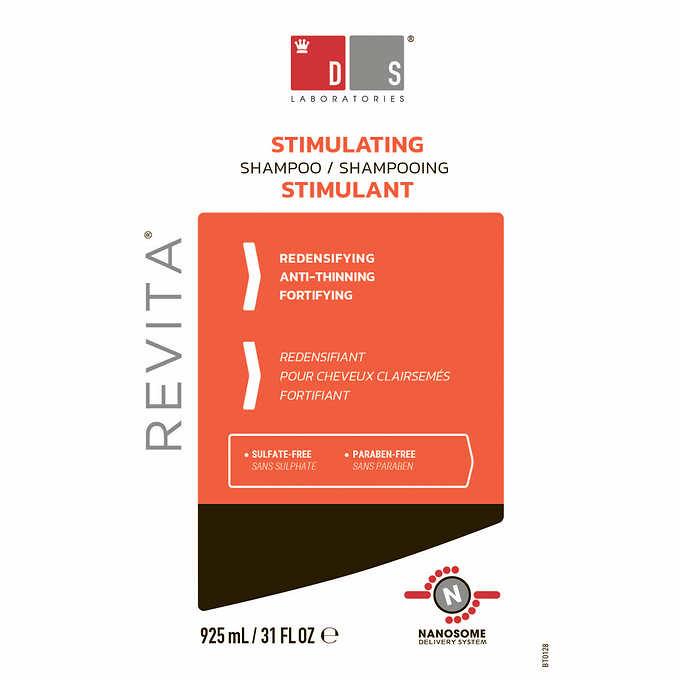 D S ®
LABORATORIES
STIMULATING
SHAMPOO / SHAMPOOING
STIMULANT
REVITA®
REDENSIFYING
ANTI-THINNING
FORTIFYING
REDENSIFIANT
POUR CHEVEUX CLAIRSEMÉS
FORTIFIANT
• SULFATE-FREE
SANS SULPHATE
• PARABEN-FREE
SANS PARABEN
925 mL / 31 FL OZ ℮
N
NANOSOME
DELIVERY SYSTEM
BT0128